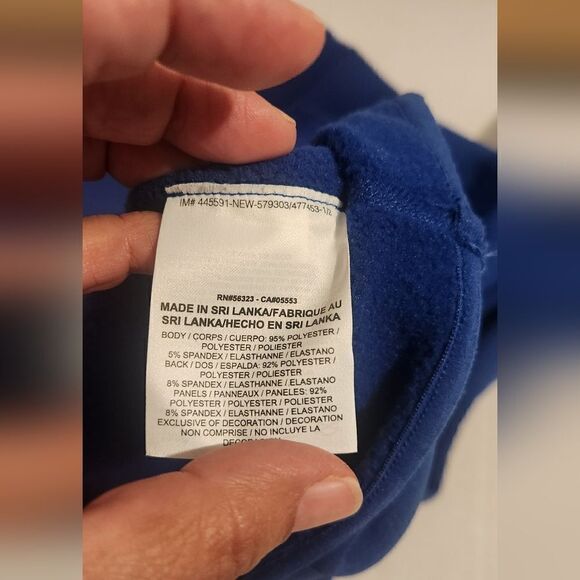 IM# 445591-NEW-579303/477453-1/2
RN#56323 - CA#05553
MADE IN SRI LANKA/FABRIQUE AU
SRI LANKA/HECHO EN SRI LANKA
BODY / CORPS / CUERPO: 95% POLYESTER /
POLYESTER / POLIESTER
5% SPANDEX / ELASTHANNE / ELASTANO
BACK / DOS / ESPALDA: 92% POLYESTER /
POLYESTER / POLIESTER
8% SPANDEX / ELASTHANNE / ELASTANO
PANELS / PANNEAUX / PANELES: 92%
POLYESTER / POLYESTER / POLIESTER
8% SPANDEX / ELASTHANNE / ELASTANO
EXCLUSIVE OF DECORATION / DECORATION
NON COMPRISE / NO INCLUYE LA
DECORACION